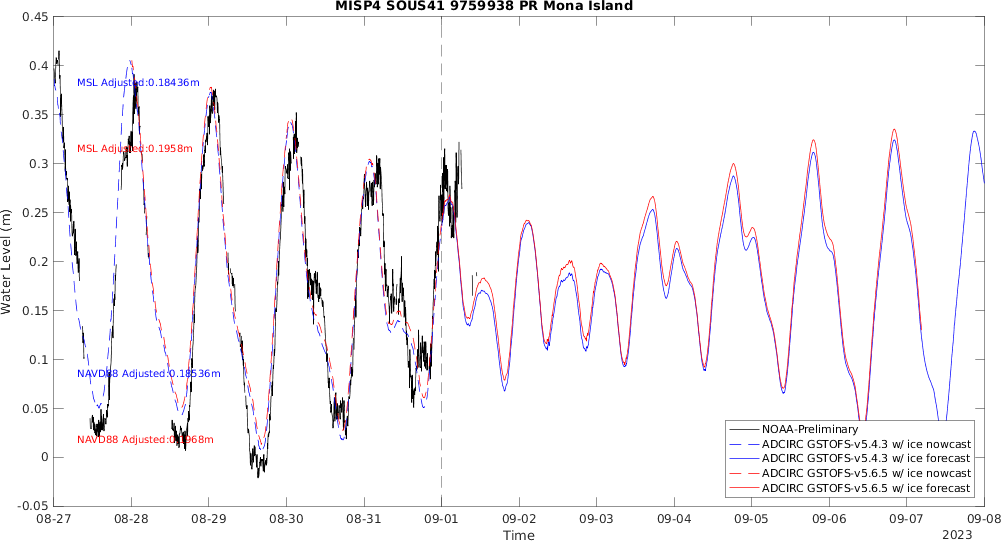 MISP4 SOUS41 9759938 PR Mona Island
0.45
0.4
MSL Adjusted:0.18436m
0.35
MSL Adjusted:0.1958m
0.3
0.25
0.2
0.15
0.1
NAVD88 Adjusted:0.18536m
0.05
NAVD88 Adjusted:0.1968m
0
-0.05
Water Level (m)
NOAA-Preliminary
ADCIRC GSTOFS-v5.4.3 w/ ice nowcast
ADCIRC GSTOFS-v5.4.3 w/ ice forecast
ADCIRC GSTOFS-v5.6.5 w/ ice nowcast
ADCIRC GSTOFS-v5.6.5 w/ ice forecast
08-27 08-28 08-29 08-30 08-31 09-01 09-02 09-03 09-04 09-05 09-06 09-07 09-08
Time
2023